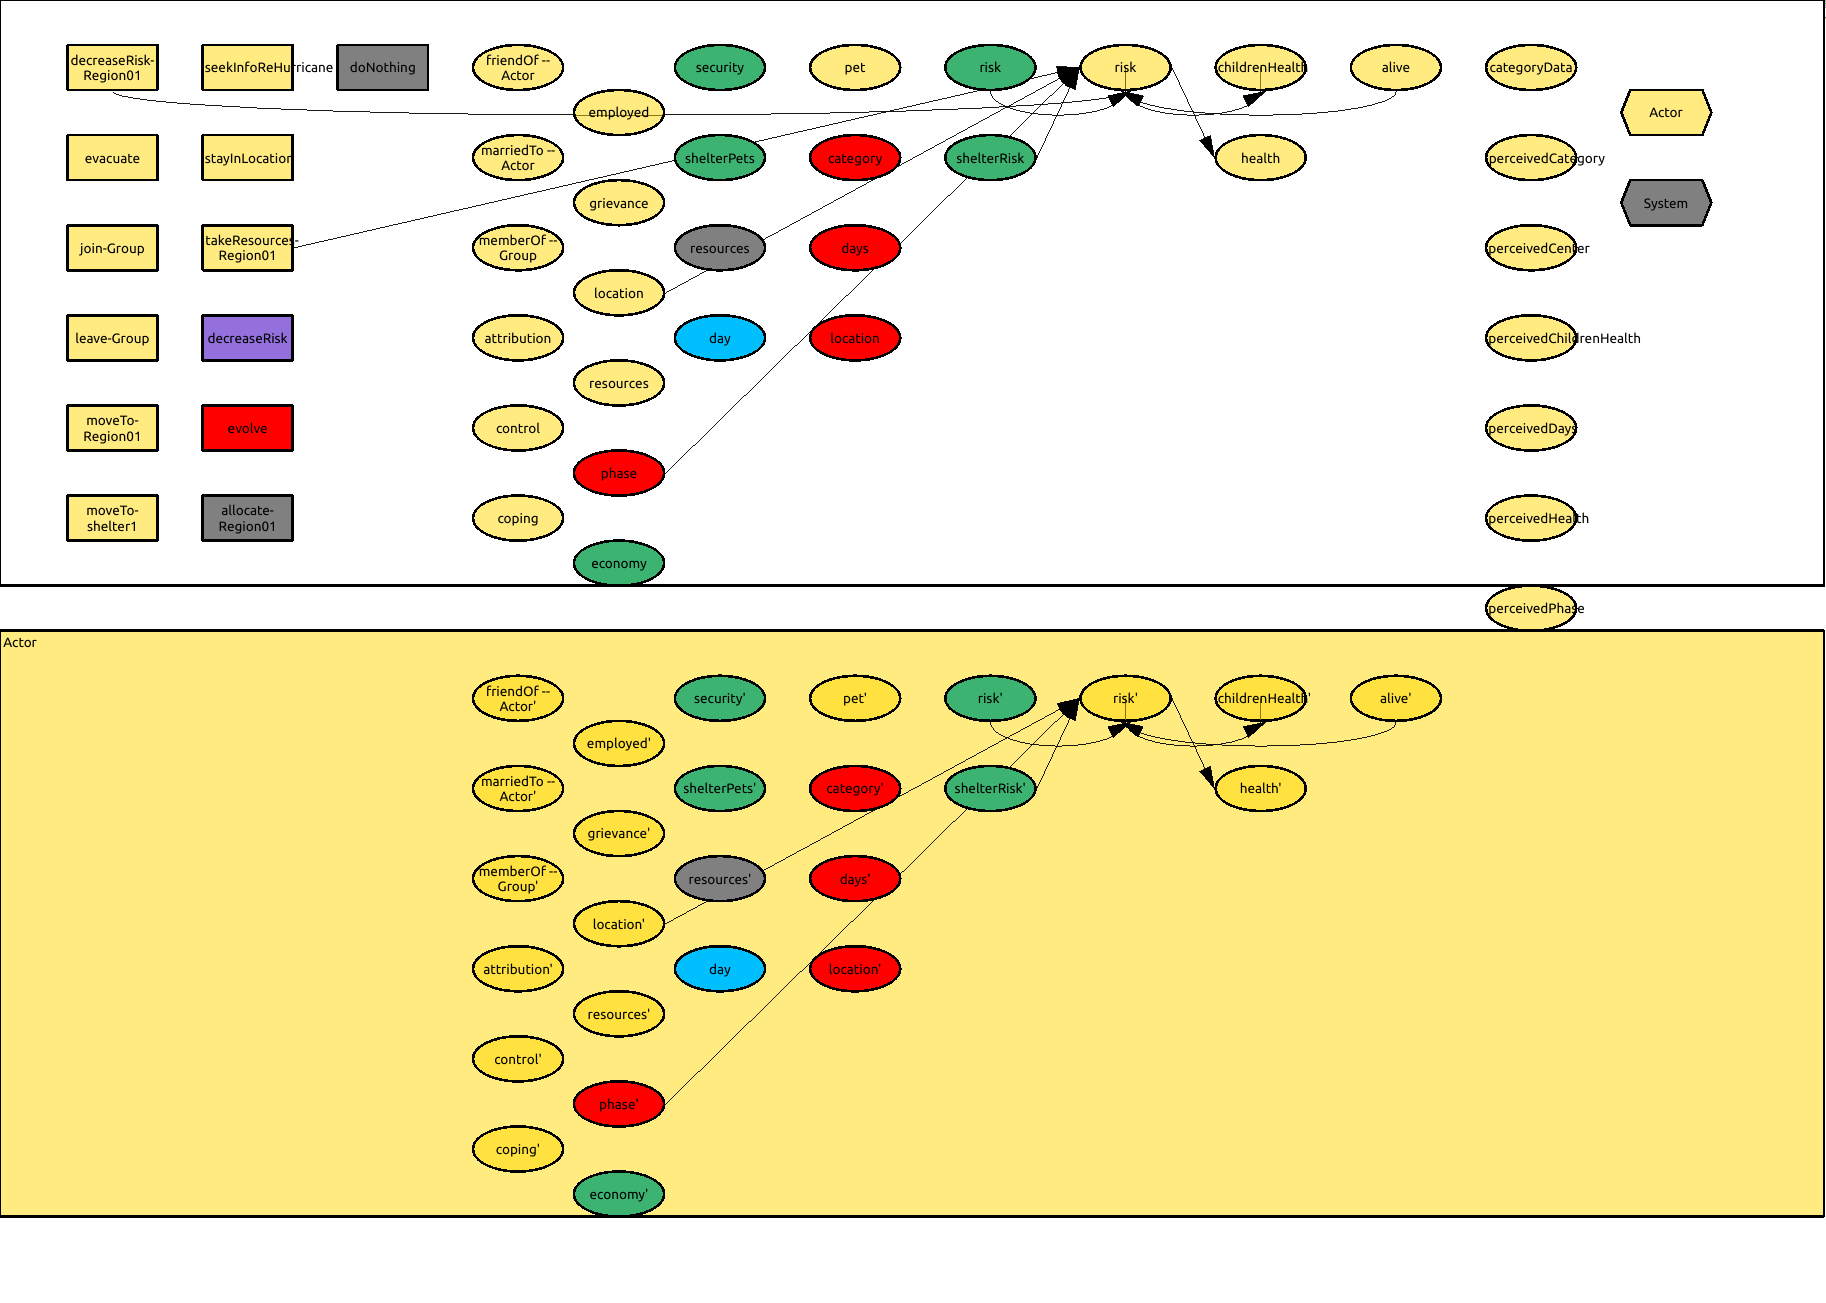 decreaseRisk-
Region01
seekInfoReHurricane
doNothing
friendOf --
Actor
security
pet
risk
risk
childrenHealth
alive
categoryData
employed
Actor
evacuate
stayInLocation
marriedTo --
Actor
shelterPets
category
shelterRisk
health
perceivedCategory
grievance
System
join-Group
takeResources-
Region01
memberOf --
Group
resources
days
perceivedCenter
location
leave-Group
decreaseRisk
attribution
day
location
perceivedChildrenHealth
resources
moveTo-
Region01
evolve
control
perceivedDays
phase
moveTo-
shelter1
allocate-
Region01
coping
perceivedHealth
economy
perceivedPhase
Actor
friendOf --
Actor'
security'
pet'
risk'
risk'
childrenHealth'
alive'
employed'
marriedTo --
Actor'
shelterPets'
category'
shelterRisk'
health'
grievance'
memberOf --
Group'
resources'
days'
location'
attribution'
day
location'
resources'
control'
phase'
coping'
economy'